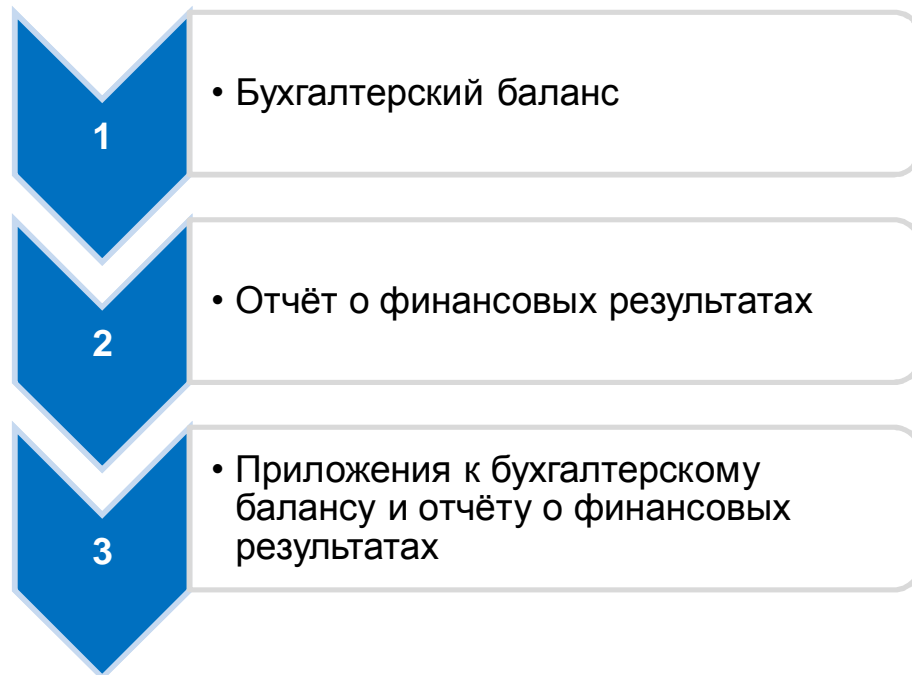 1
• Бухгалтерский баланс
2
• Отчёт о финансовых результатах
3
• Приложения к бухгалтерскому
балансу и отчёту о финансовых
результатах